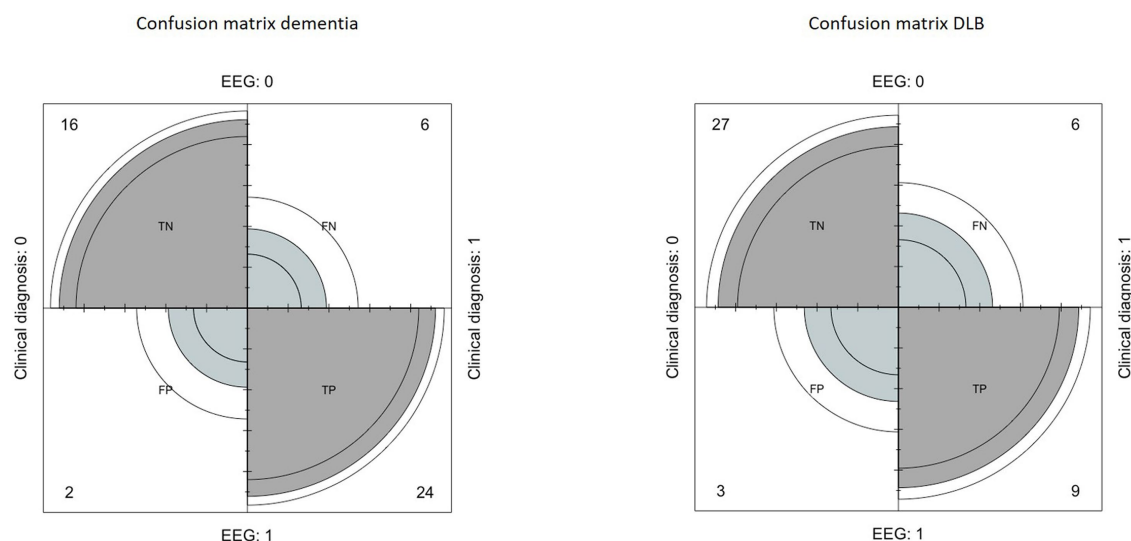 Confusion matrix dementia
EEG: 0
16
6
TN
FN
Clinical diagnosis: 0
Clinical diagnosis: 1
FP
TP
2
24
EEG: 1
Confusion matrix DLB
EEG: 0
27
6
TN
FN
Clinical diagnosis: 0
Clinical diagnosis: 1
FP
TP
3
9
EEG: 1